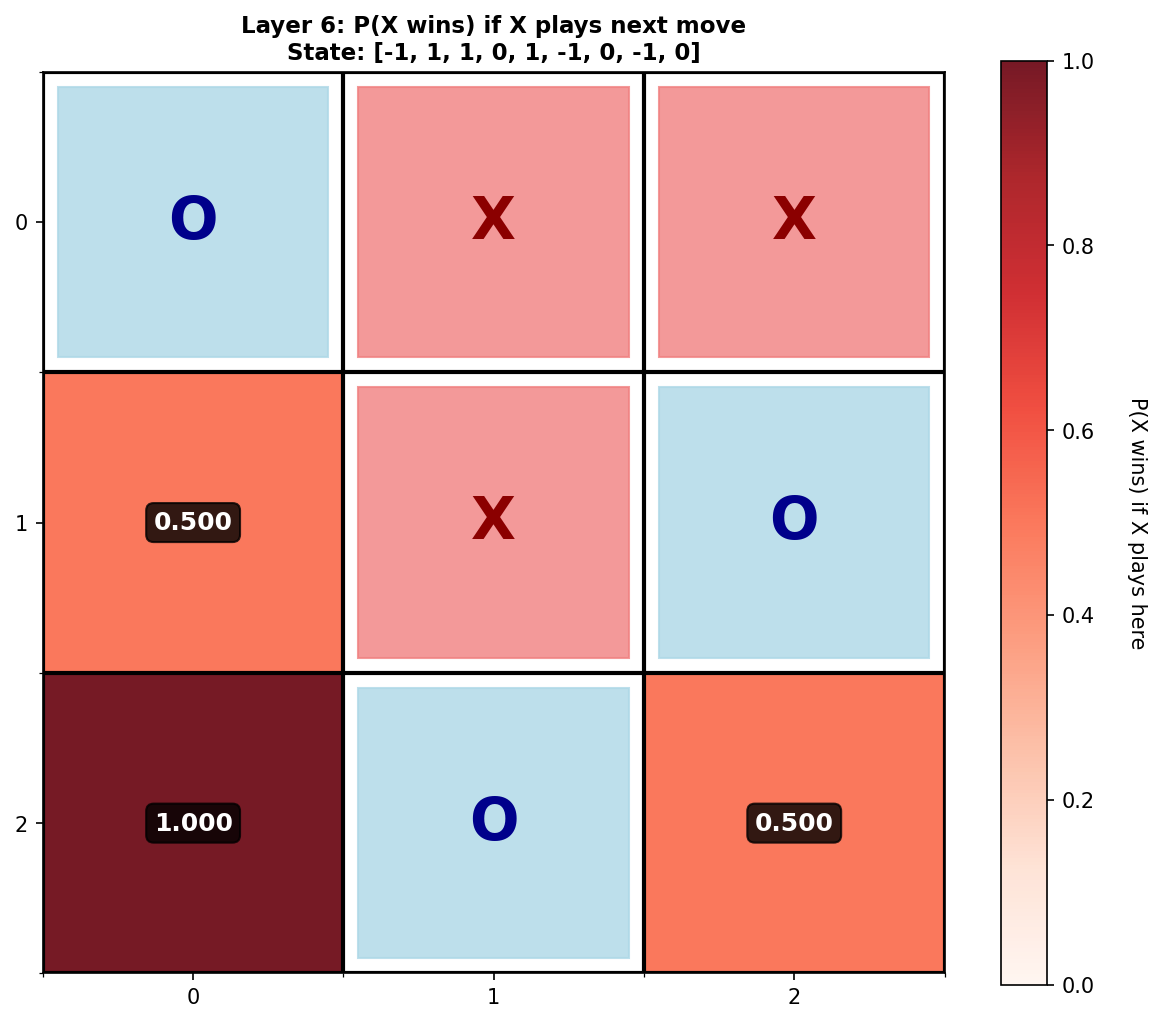 Layer 6: P(X wins) if X plays next move
State: [-1, 1, 1, 0, 1, -1, 0, -1, 0]
0
O
X
X
1
0.500
X
O
2
1.000
O
0.500
0
1
2
1.0
0.8
0.6
0.4
0.2
0.0
P(X wins) if X plays here